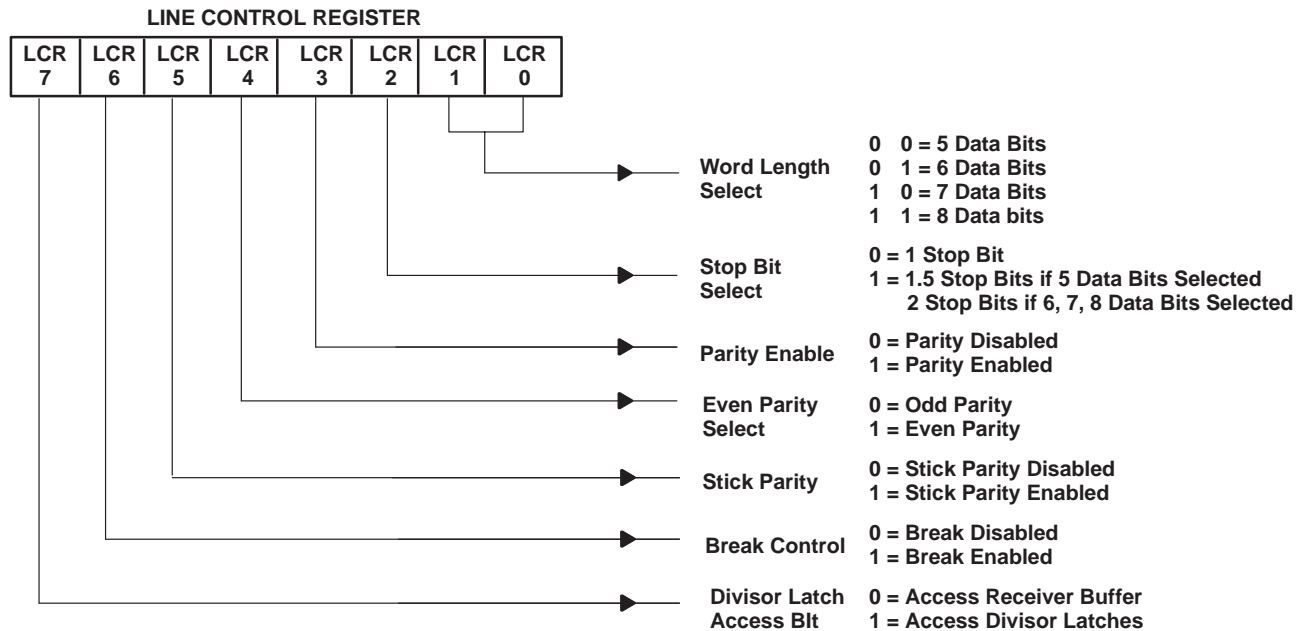 LINE CONTROL REGISTER
LCR LCR LCR LCR LCR LCR LCR LCR
7 6 5 4 3 2 1 0
Word Length
Select
0 0 = 5 Data Bits
0 1 = 6 Data Bits
1 0 = 7 Data Bits
1 1 = 8 Data bits
Stop Bit
Select
0 = 1 Stop Bit
1 = 1.5 Stop Bits if 5 Data Bits Selected
2 Stop Bits if 6, 7, 8 Data Bits Selected
Parity Enable
0 = Parity Disabled
1 = Parity Enabled
Even Parity
Select
0 = Odd Parity
1 = Even Parity
Stick Parity
0 = Stick Parity Disabled
1 = Stick Parity Enabled
Break Control
0 = Break Disabled
1 = Break Enabled
Divisor Latch
Access BIt
0 = Access Receiver Buffer
1 = Access Divisor Latches